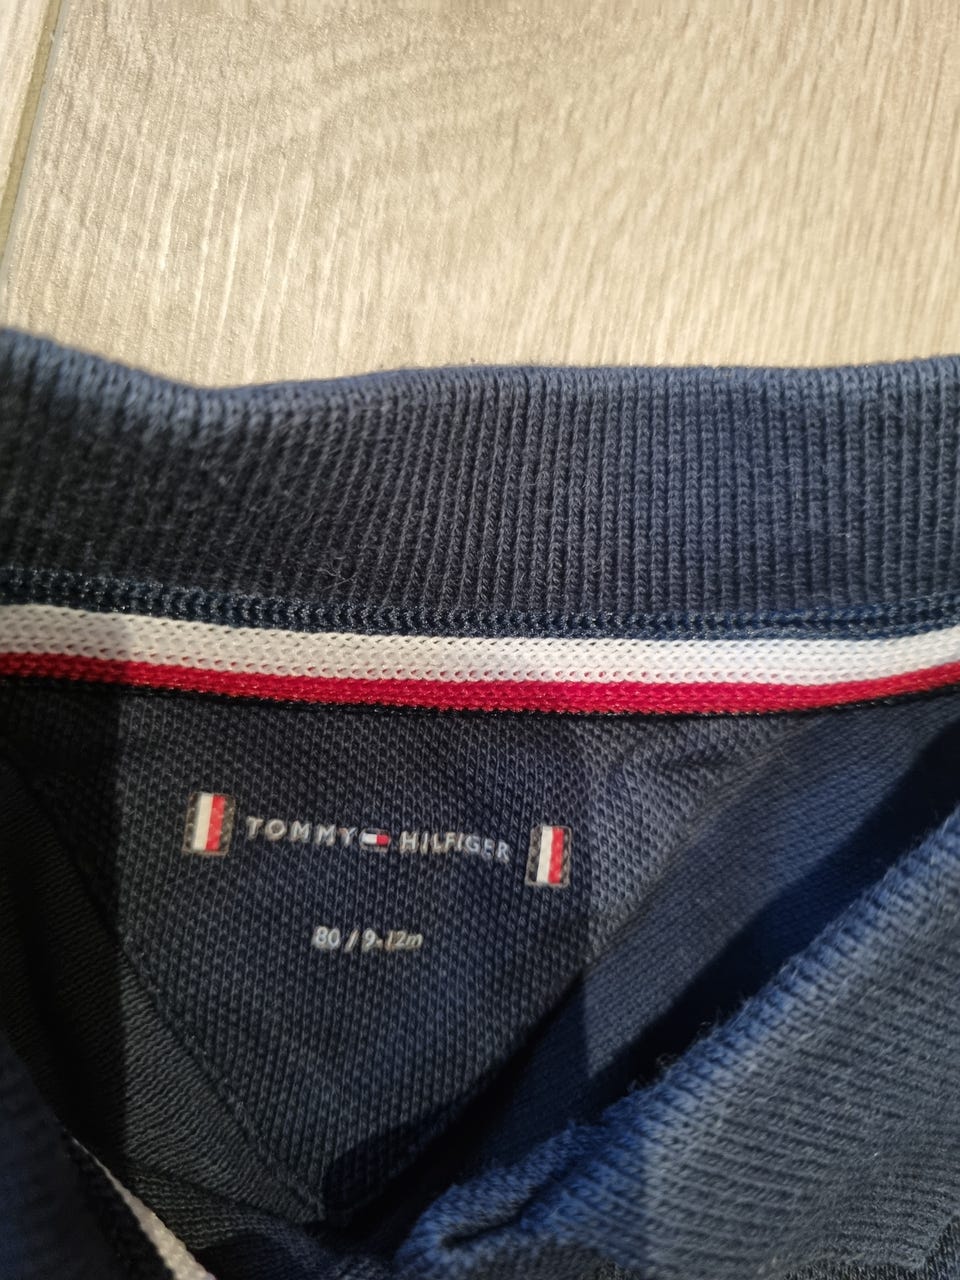 TOMMY HILFIGER
80 / 9-12m